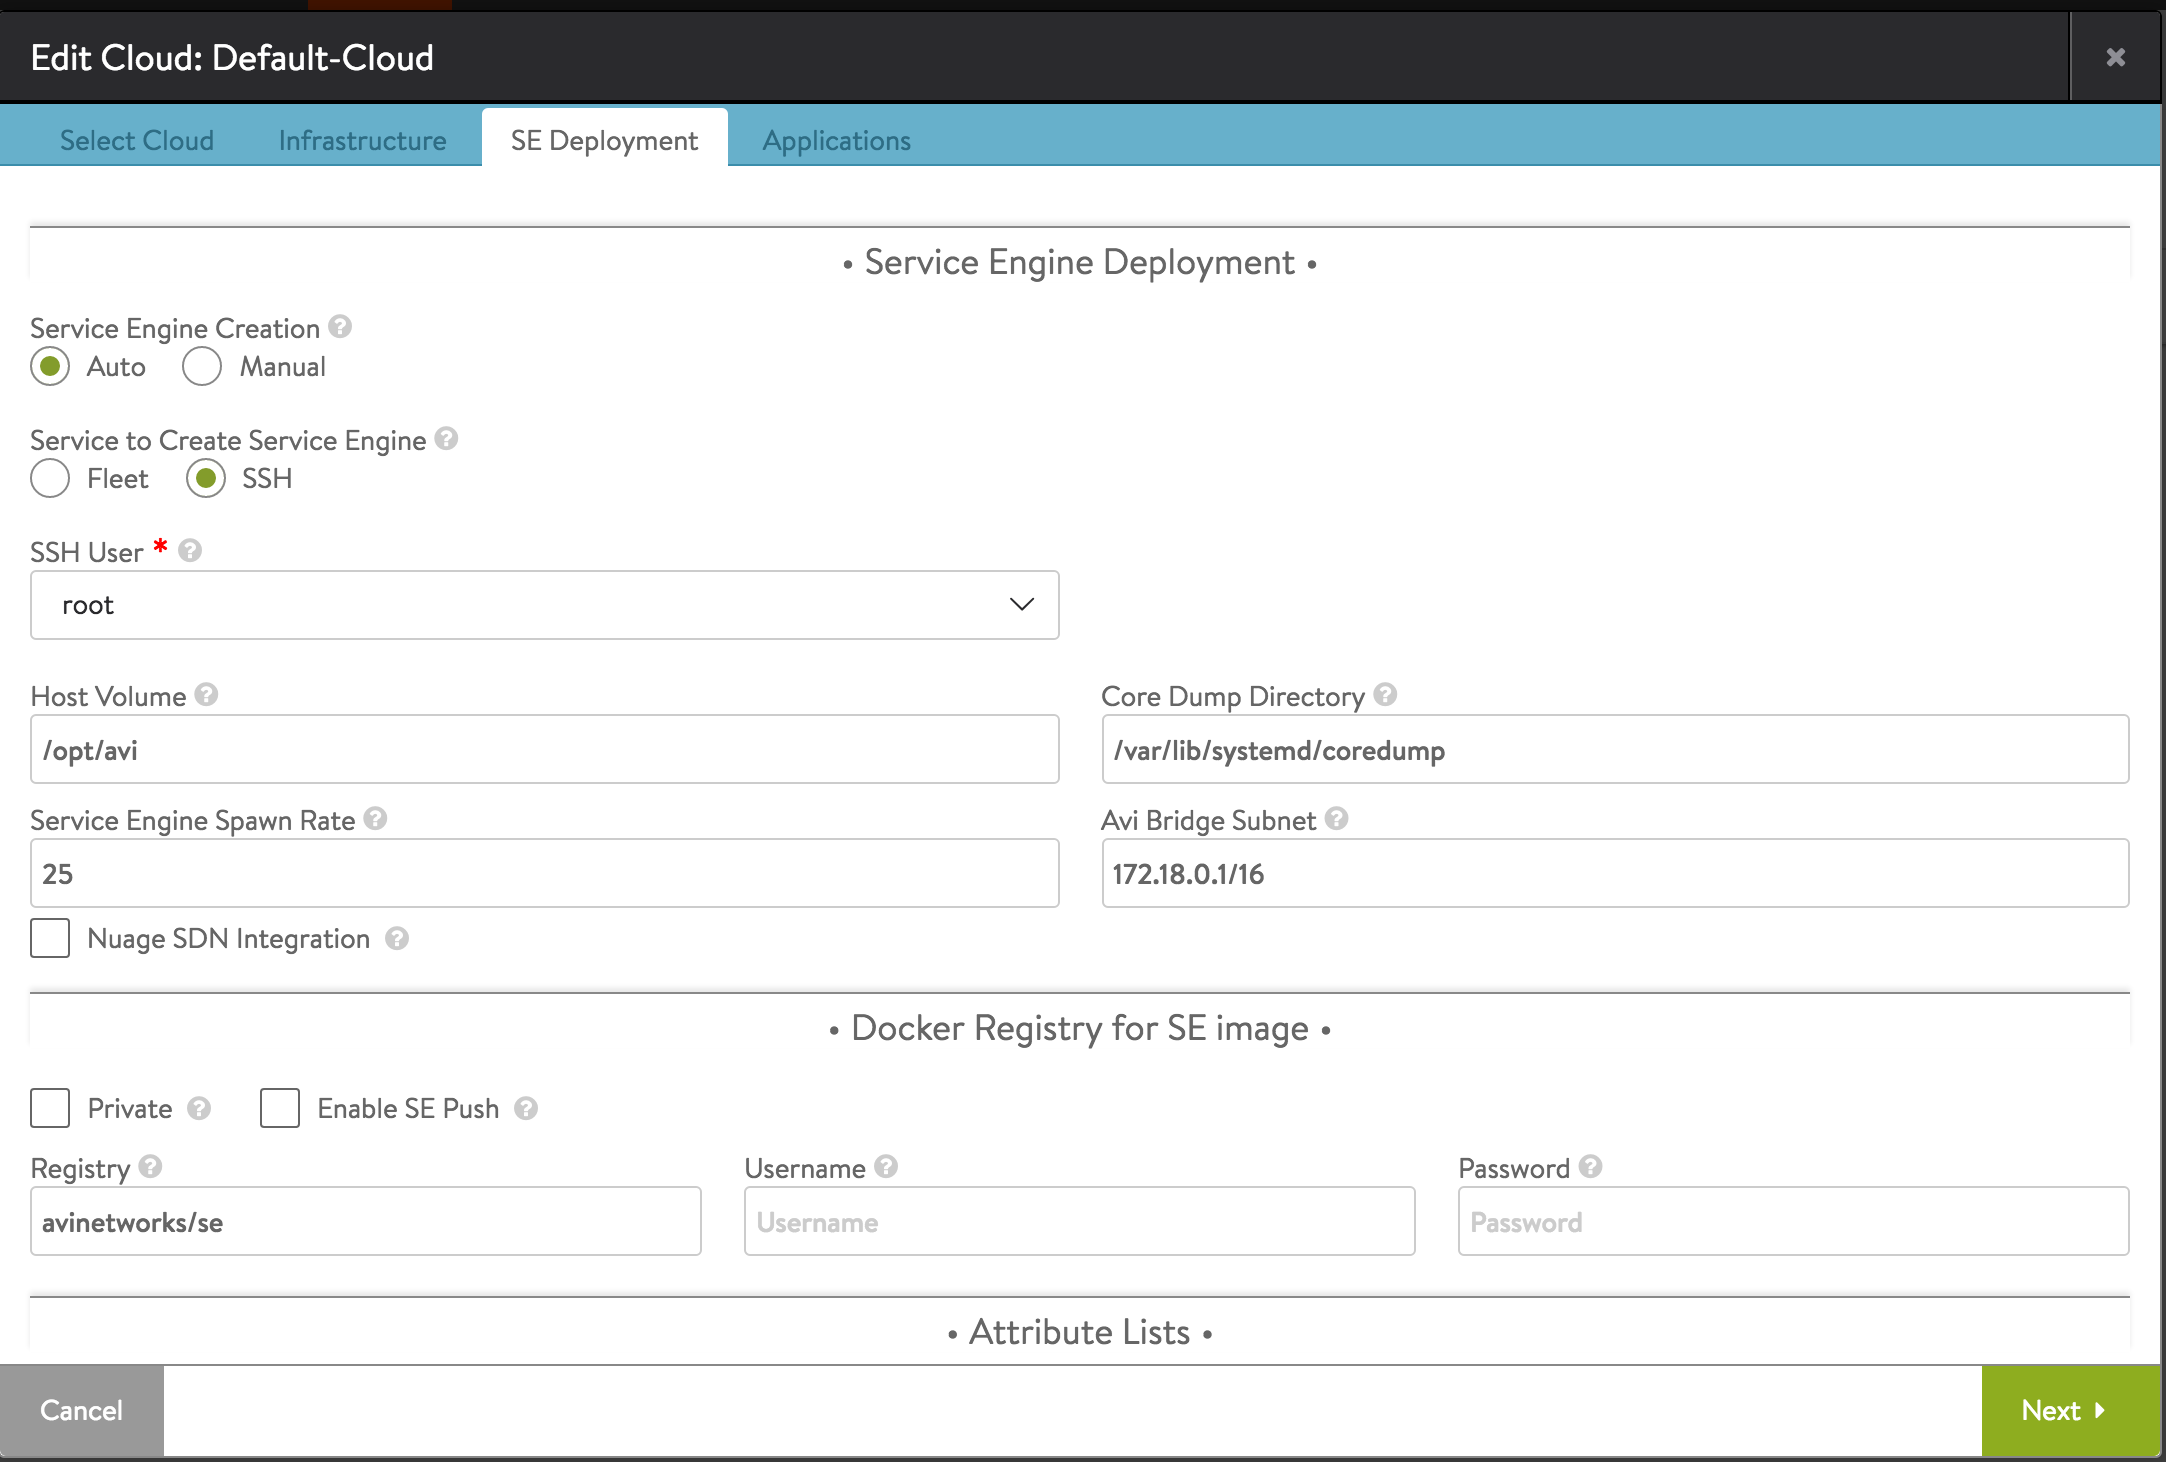 Edit Cloud: Default-Cloud
Select Cloud Infrastructure SE Deployment Applications
• Service Engine Deployment •
Service Engine Creation ?
Auto Manual
Service to Create Service Engine ?
Fleet SSH
SSH User * ?
root
Host Volume ? Core Dump Directory ?
/opt/avi /var/lib/systemd/coredump
Service Engine Spawn Rate ? Avi Bridge Subnet ?
25 172.18.0.1/16
Nuage SDN Integration ?
• Docker Registry for SE image •
Private ? Enable SE Push ?
Registry ? Username ? Password ?
avinetworks/se Username Password
• Attribute Lists •
Cancel Next